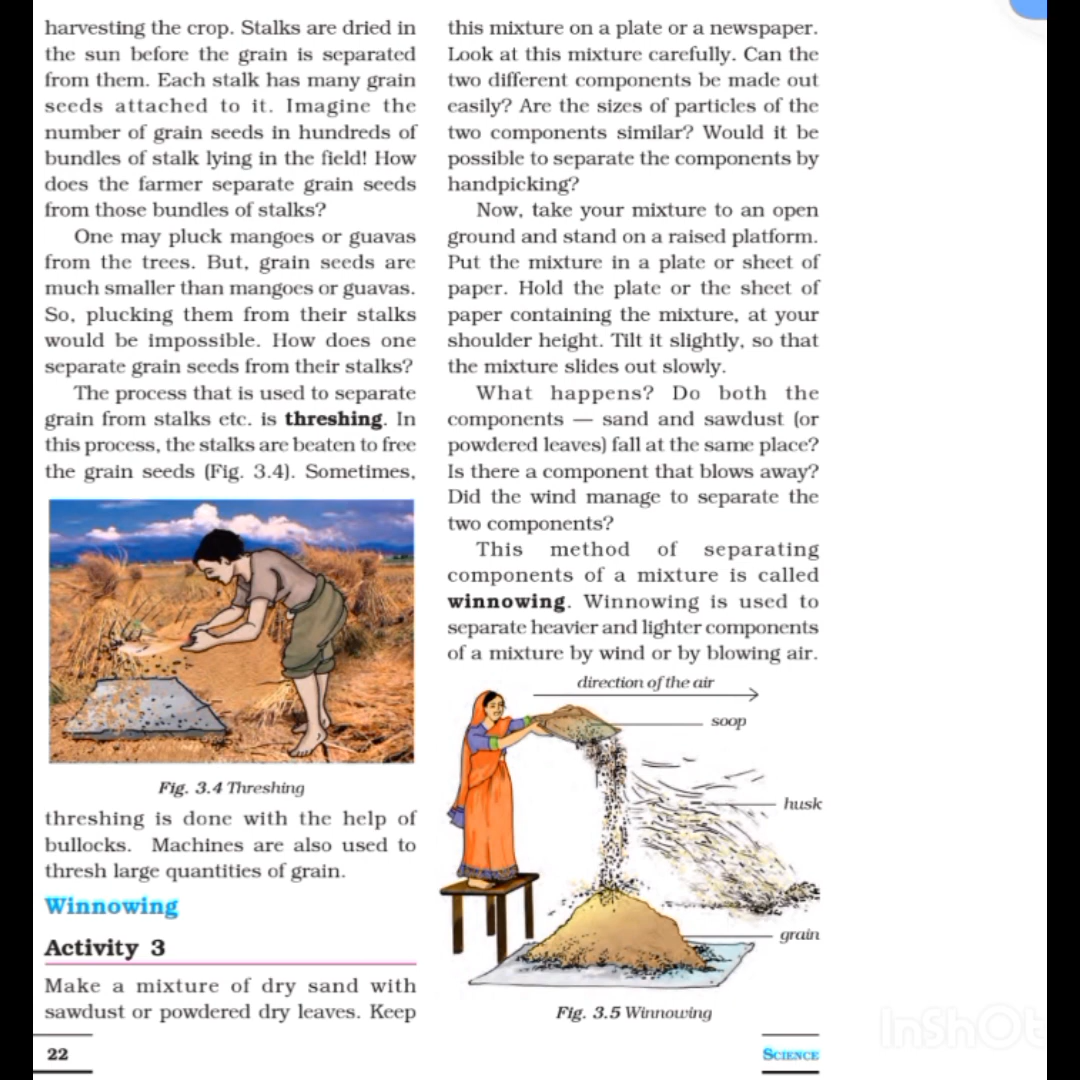 harvesting the crop. Stalks are dried in
the sun before the grain is separated
from them. Each stalk has many grain
seeds attached to it. Imagine the
number of grain seeds in hundreds of
bundles of stalk lying in the field! How
does the farmer separate grain seeds
from those bundles of stalks?
One may pluck mangoes or guavas
from the trees. But, grain seeds are
much smaller than mangoes or guavas.
So, plucking them from their stalks
would be impossible. How does one
separate grain seeds from their stalks?
The process that is used to separate
grain from stalks etc. is threshing. In
this process, the stalks are beaten to free
the grain seeds (Fig. 3.4). Sometimes,
Fig. 3.4 Threshing
threshing is done with the help of
bullocks. Machines are also used to
thresh large quantities of grain.
Winnowing
Activity 3
Make a mixture of dry sand with
sawdust or powdered dry leaves. Keep
this mixture on a plate or a newspaper.
Look at this mixture carefully. Can the
two different components be made out
easily? Are the sizes of particles of the
two components similar? Would it be
possible to separate the components by
handpicking?
Now, take your mixture to an open
ground and stand on a raised platform.
Put the mixture in a plate or sheet of
paper. Hold the plate or the sheet of
paper containing the mixture, at your
shoulder height. Tilt it slightly, so that
the mixture slides out slowly.
What happens? Do both the
components — sand and sawdust (or
powdered leaves) fall at the same place?
Is there a component that blows away?
Did the wind manage to separate the
two components?
This method of separating
components of a mixture is called
winnowing. Winnowing is used to
separate heavier and lighter components
of a mixture by wind or by blowing air.
direction of the air
soop
husk
grain
Fig. 3.5 Winnowing
22
SCIENCE
InShOt